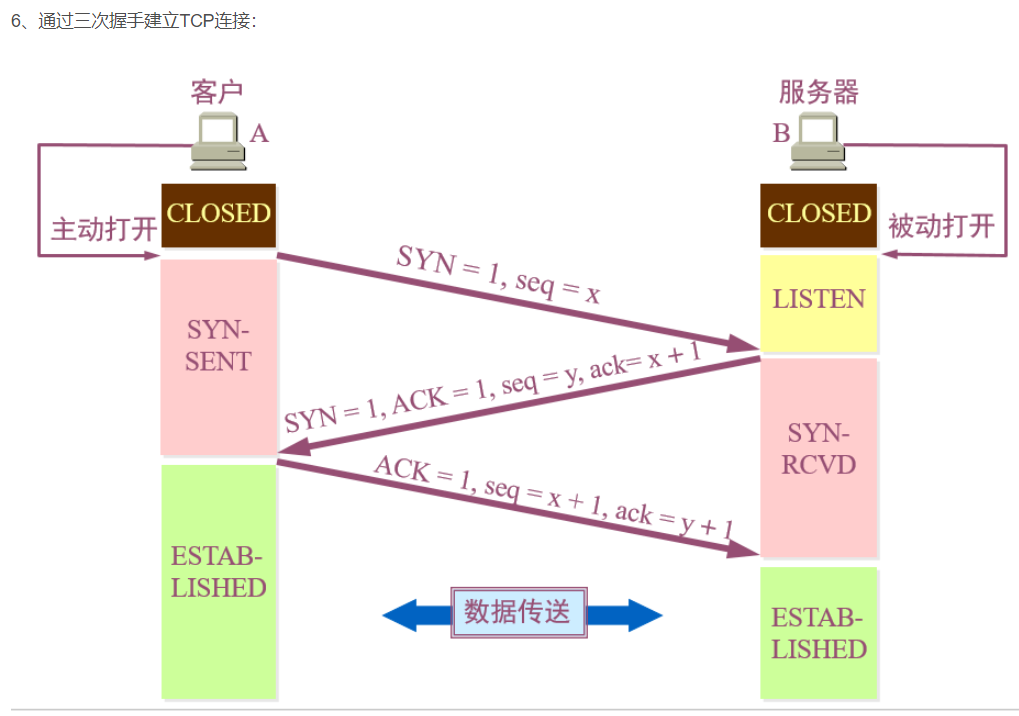 6、通过三次握手建立TCP连接：
客户
服务器
A
B
CLOSED
CLOSED
主动打开
被动打开
SYN = 1, seq = x
LISTEN
SYN-
SENT
SYN = 1, ACK = 1, seq = y, ack= x + 1
SYN-
RCVD
ACK = 1, seq = x + 1, ack = y + 1
ESTAB-
LISHED
数据传送
ESTAB-
LISHED